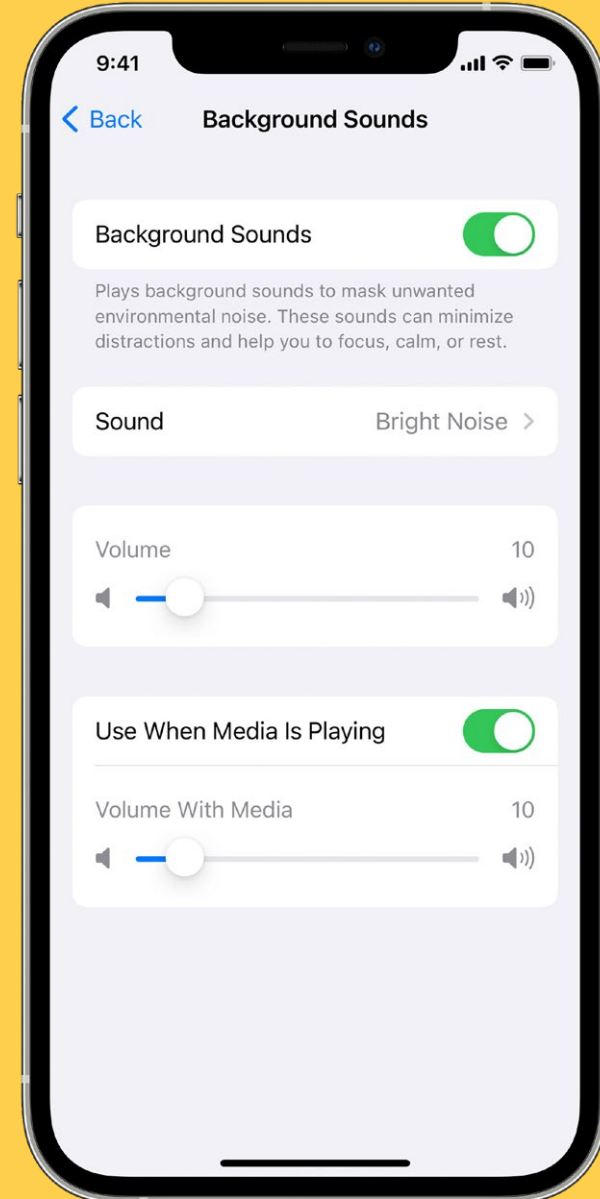 9:41
Back
Background Sounds
Background Sounds
Plays background sounds to mask unwanted
environmental noise. These sounds can minimize
distractions and help you to focus, calm, or rest.
Sound Bright Noise
Volume 10
Use When Media Is Playing
Volume With Media 10